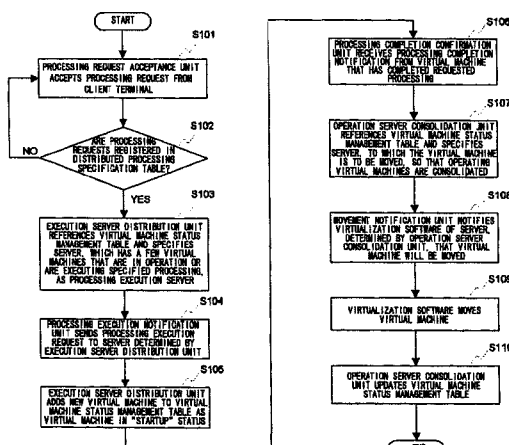 START
S101
PROCESSING REQUEST ACCEPTANCE UNIT
ACCEPTS PROCESSING REQUEST FROM
CLIENT TERMINAL
S102
ARE PROCESSING
REQUESTS REGISTERED IN
DISTRIBUTED PROCESSING
SPECIFICATION TABLE?
NO
YES
S103
EXECUTION SERVER DISTRIBUTION UNIT
REFERENCES VIRTUAL MACHINE STATUS
MANAGEMENT TABLE AND SPECIFIES
SERVER, WHICH HAS A FEW VIRTUAL
MACHINES THAT ARE IN OPERATION OR
ARE EXECUTING SPECIFIED PROCESSING,
AS PROCESSING EXECUTION SERVER
S104
PROCESSING EXECUTION NOTIFICATION
UNIT SENDS PROCESSING EXECUTION
REQUEST TO SERVER DETERMINED BY
EXECUTION SERVER DISTRIBUTION UNIT
S105
EXECUTION SERVER DISTRIBUTION UNIT
ADDS NEW VIRTUAL MACHINE TO VIRTUAL
MACHINE STATUS MANAGEMENT TABLE AS
VIRTUAL MACHINE IN "STARTUP" STATUS
S106
PROCESSING COMPLETION CONFIRMATION
UNIT RECEIVES PROCESSING COMPLETION
NOTIFICATION FROM VIRTUAL MACHINE
THAT HAS COMPLETED REQUESTED
PROCESSING
S107
OPERATION SERVER CONSOLIDATION UNIT
REFERENCES VIRTUAL MACHINE STATUS
MANAGEMENT TABLE AND SPECIFIES
SERVER, TO WHICH THE VIRTUAL MACHINE
IS TO BE MOVED, SO THAT OPERATING
VIRTUAL MACHINES ARE CONSOLIDATED
S108
MOVEMENT NOTIFICATION UNIT NOTIFIES
VIRTUALIZATION SOFTWARE OF SERVER,
DETERMINED BY OPERATION SERVER
CONSOLIDATION UNIT, THAT VIRTUAL
MACHINE WILL BE MOVED
S109
VIRTUALIZATION SOFTWARE MOVES
VIRTUAL MACHINE
S110
OPERATION SERVER CONSOLIDATION
UNIT UPDATES VIRTUAL MACHINE
STATUS MANAGEMENT TABLE